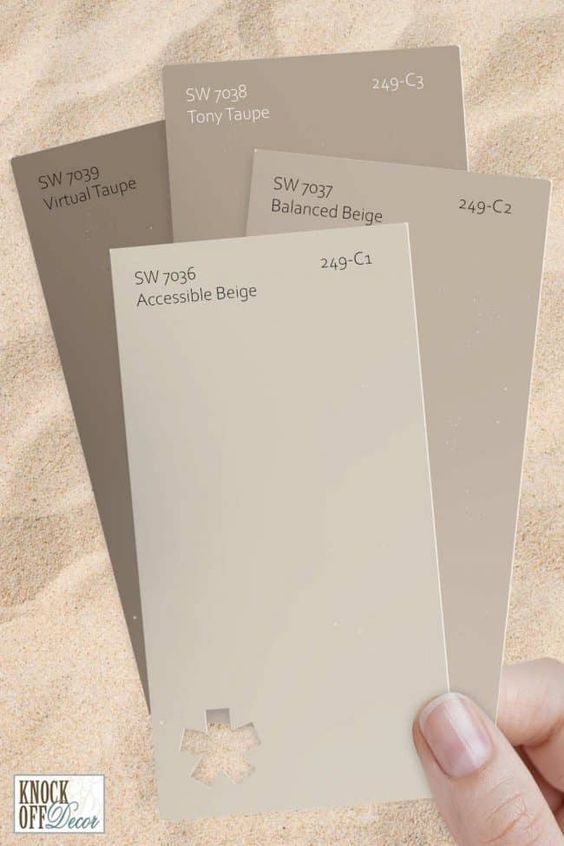 SW 7038
249-C3
Tony Taupe
SW 7039
Virtual Taupe
SW 7037
249-C2
Balanced Beige
SW 7036
249-C1
Accessible Beige
KNOCK
OFF Decor